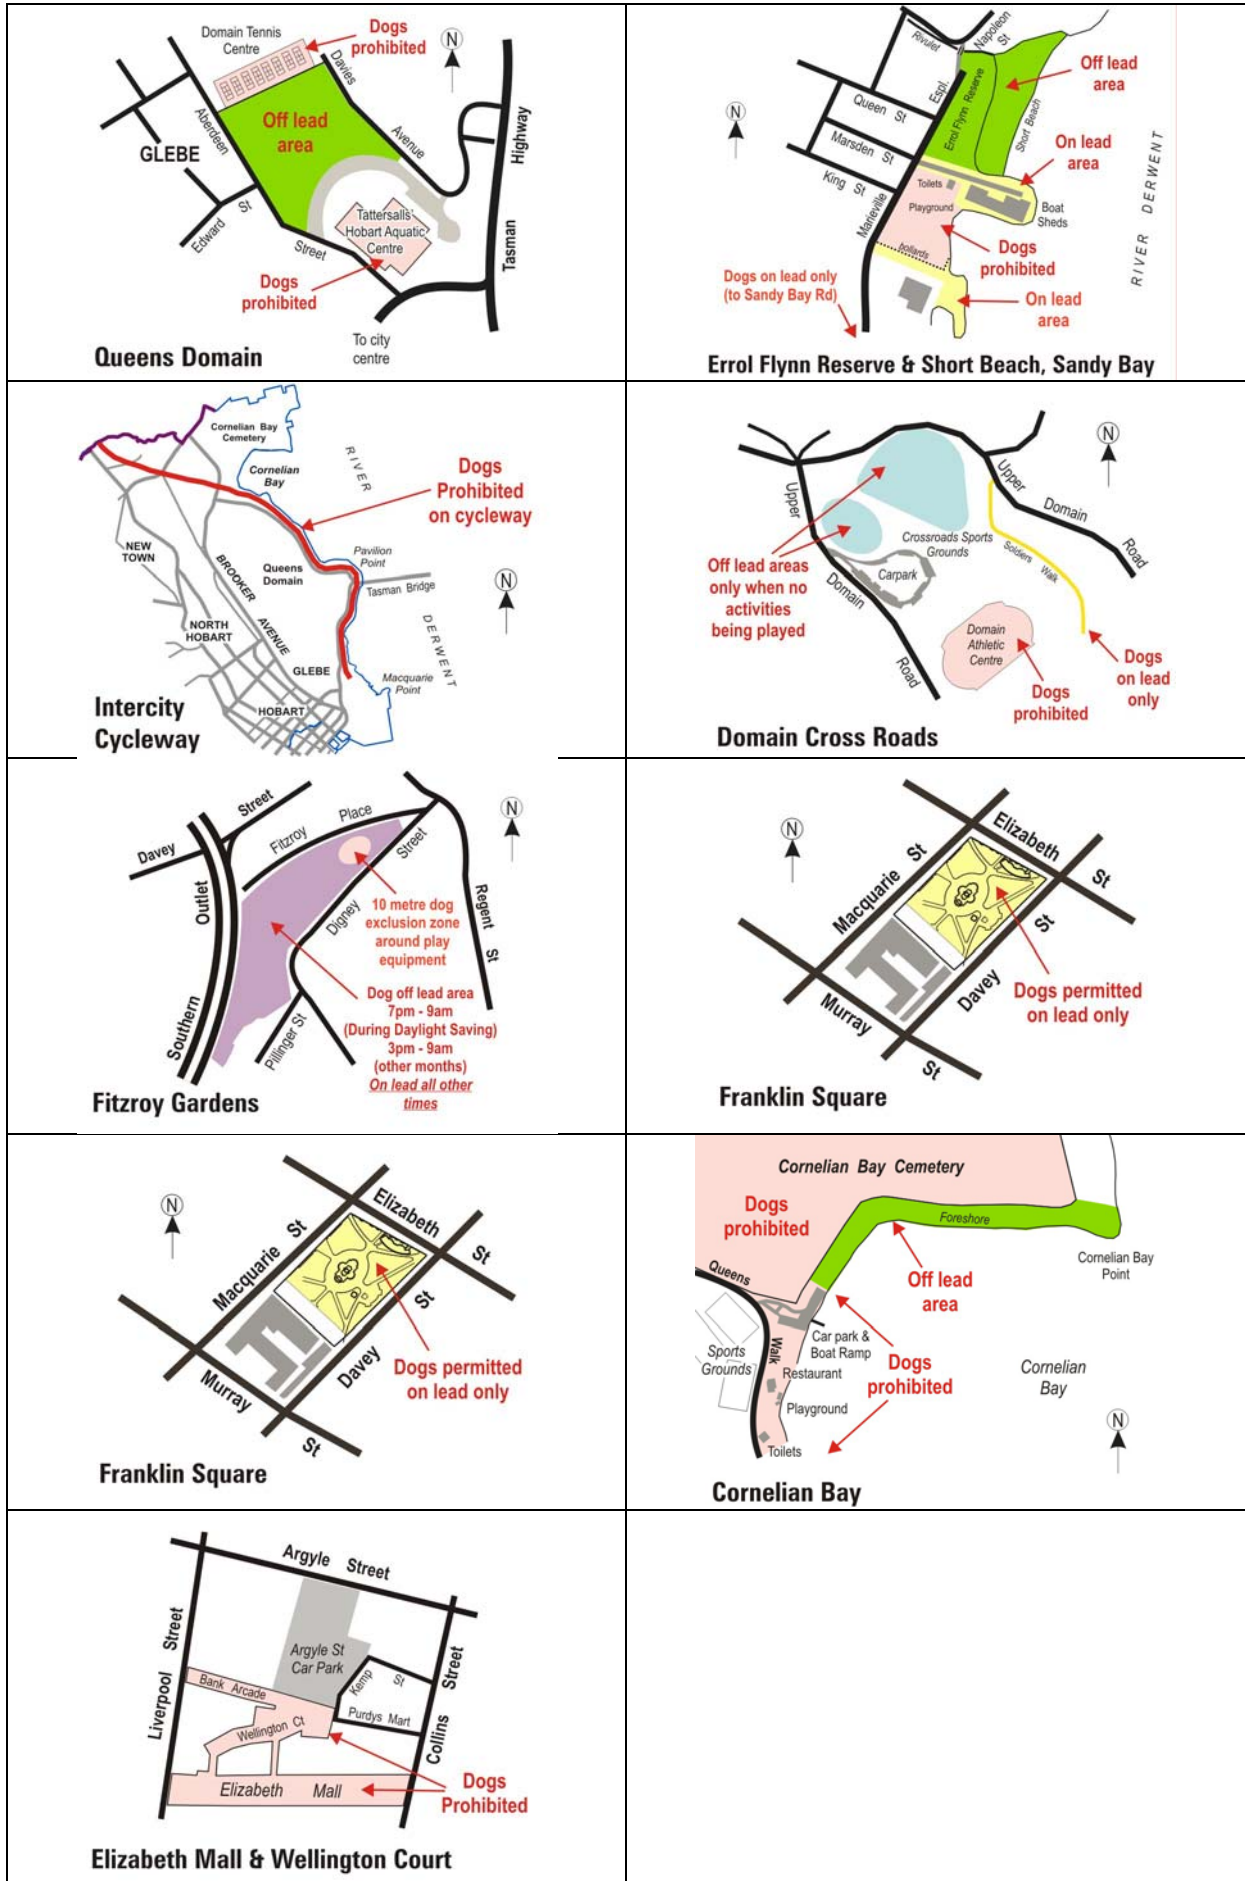 Domain Tennis
Centre
Dogs
prohibited
N
Davies
Avenue
Aberdeen
Street
Off lead
area
GLEBE
Edward St
Highway
Tasman
Tattersalls
Hobart Aquatic
Centre
Dogs
prohibited
To city
centre
Queens Domain
Rivulet
Napoleon
St
Off lead
area
N
Espl.
Errol Flynn Reserve
Short Beach
Queen St
Marsden St
King St
On lead
area
Toilets
Playground
Boat
Sheds
Marieville
bollards
Dogs
prohibited
RIVER DERWENT
Dogs on lead only
(to Sandy Bay Rd)
On lead
area
Errol Flynn Reserve & Short Beach, Sandy Bay
Cornelian Bay
Cemetery
Cornelian
Bay
RIVER
Dogs
Prohibited
on cycleway
NEW
TOWN
BROOKER
AVENUE
Queens
Domain
Pavilion
Point
Tasman Bridge
N
NORTH
HOBART
DERWENT
GLEBE
Macquarie
Point
HOBART
Intercity
Cycleway
N
Upper
Upper
Domain
Road
Crossroads Sports
Grounds
Soldiers Walk
Off lead areas
only when no
activities
being played
Carpark
Domain
Road
Domain
Athletic
Centre
Dogs
prohibited
Dogs
on lead
only
Domain Cross Roads
Davey Street
Fitzroy Place
N
Outlet
Southern
Digney Street
Regent St
10 metre dog
exclusion zone
around play
equipment
Dog off lead area
7pm - 9am
(During Daylight Saving)
3pm - 9am
(other months)
On lead all other
times
Pillinger St
Fitzroy Gardens
N
Elizabeth St
Macquarie St
Davey St
Murray St
Dogs permitted
on lead only
Franklin Square
N
Elizabeth St
Macquarie St
Davey St
Murray St
Dogs permitted
on lead only
Franklin Square
Cornelian Bay Cemetery
Dogs
prohibited
Foreshore
Cornelian Bay
Point
Off lead
area
Queens
Walk
Sports
Grounds
Car park &
Boat Ramp
Restaurant
Playground
Toilets
Dogs
prohibited
Cornelian
Bay
N
Cornelian Bay
Argyle Street
Liverpool Street
Argyle St
Car Park
Kemp St
Purdys Mart
Collins Street
Bank Arcade
Wellington Ct
Elizabeth Mall
Dogs
Prohibited
Elizabeth Mall & Wellington Court